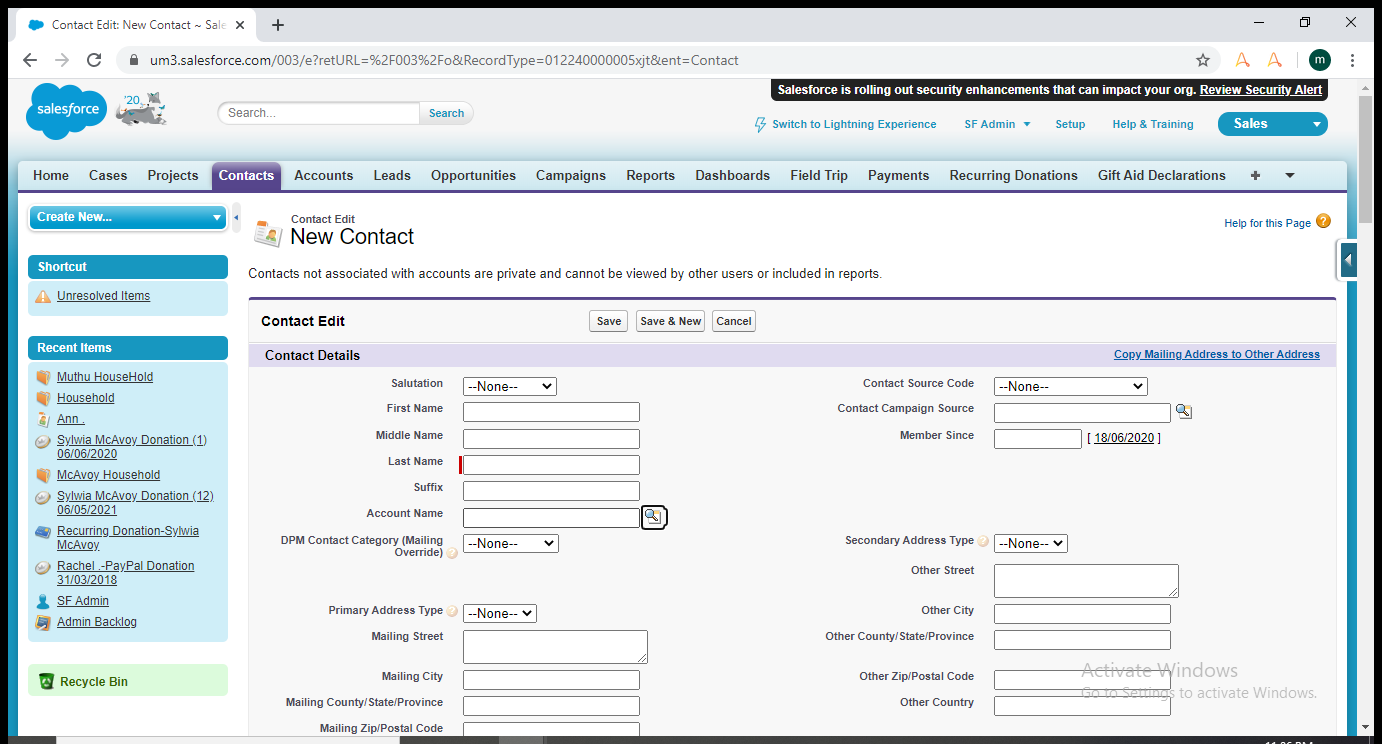 Contact Edit: New Contact ~ Sale
um3.salesforce.com/003/e?retURL=%2F003%2Fo&RecordType=012240000005xjt&ent=Contact
m
Salesforce is rolling out security enhancements that can impact your org. Review Security Alert
salesforce
'20
Search...
Search
Switch to Lightning Experience
SF Admin
Setup
Help & Training
Sales
Home Cases Projects Contacts Accounts Leads Opportunities Campaigns Reports Dashboards Field Trip Payments Recurring Donations Gift Aid Declarations
Create New...
Shortcut
Unresolved Items
Recent Items
Muthu HouseHold
Household
Ann .
Sylwia McAvoy Donation (1)
06/06/2020
McAvoy Household
Sylwia McAvoy Donation (12)
06/05/2021
Recurring Donation-Sylwia
McAvoy
Rachel .-PayPal Donation
31/03/2018
SF Admin
Admin Backlog
Recycle Bin
Contact Edit
New Contact
Help for this Page ?
Contacts not associated with accounts are private and cannot be viewed by other users or included in reports.
Contact Edit
Save
Save & New
Cancel
Contact Details
Copy Mailing Address to Other Address
Salutation --None--
First Name
Middle Name
Last Name
Suffix
Account Name
DPM Contact Category (Mailing
Override) ? --None--
Primary Address Type ? --None--
Mailing Street
Mailing City
Mailing County/State/Province
Mailing Zip/Postal Code
Contact Source Code --None--
Contact Campaign Source
Member Since [ 18/06/2020 ]
Secondary Address Type ? --None--
Other Street
Other City
Other County/State/Province
Other Zip/Postal Code
Other Country
Activate Windows
Go to Settings to activate Windows.